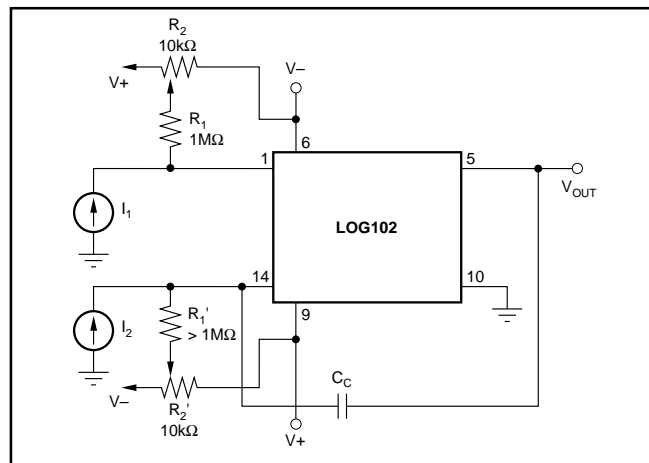 R2
10kΩ
V+
R1
1MΩ
V–
6
1
5
VOUT
I1
LOG102
14
10
I2
R1'
> 1MΩ
9
V–
R2'
10kΩ
CC
V+